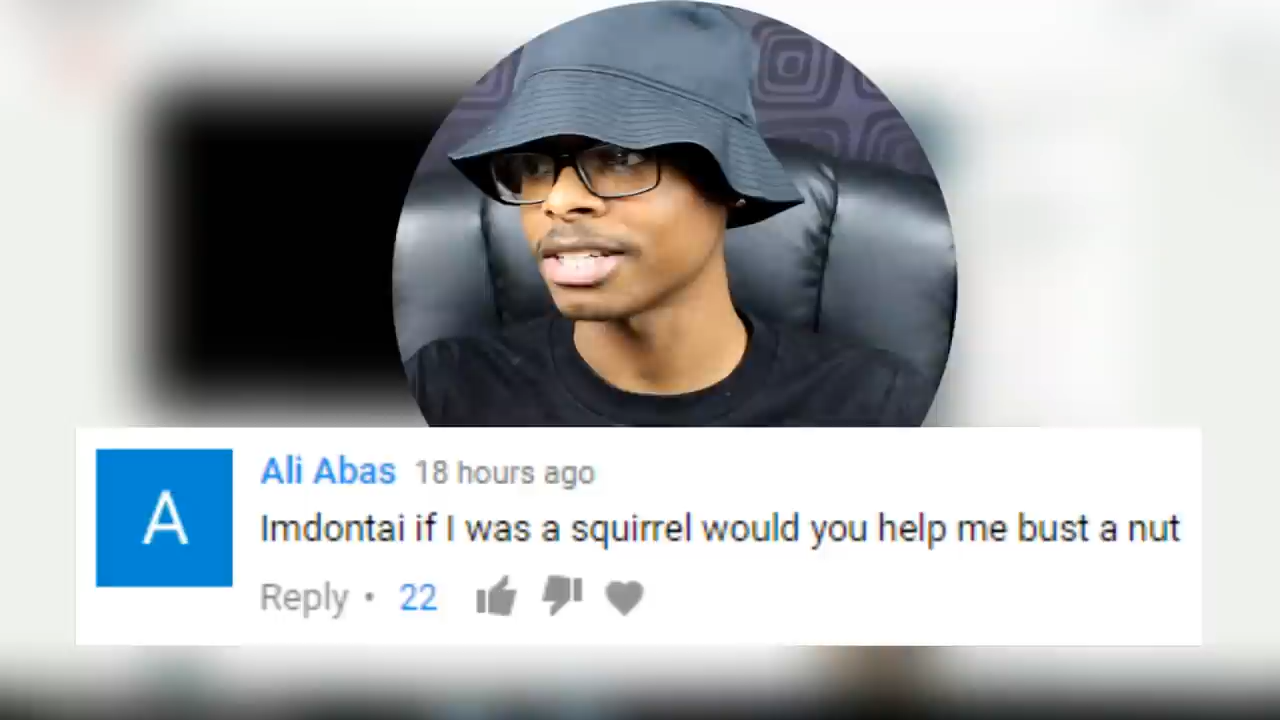 A
Ali Abas 18 hours ago
Imdontai if I was a squirrel would you help me bust a nut
Reply • 22